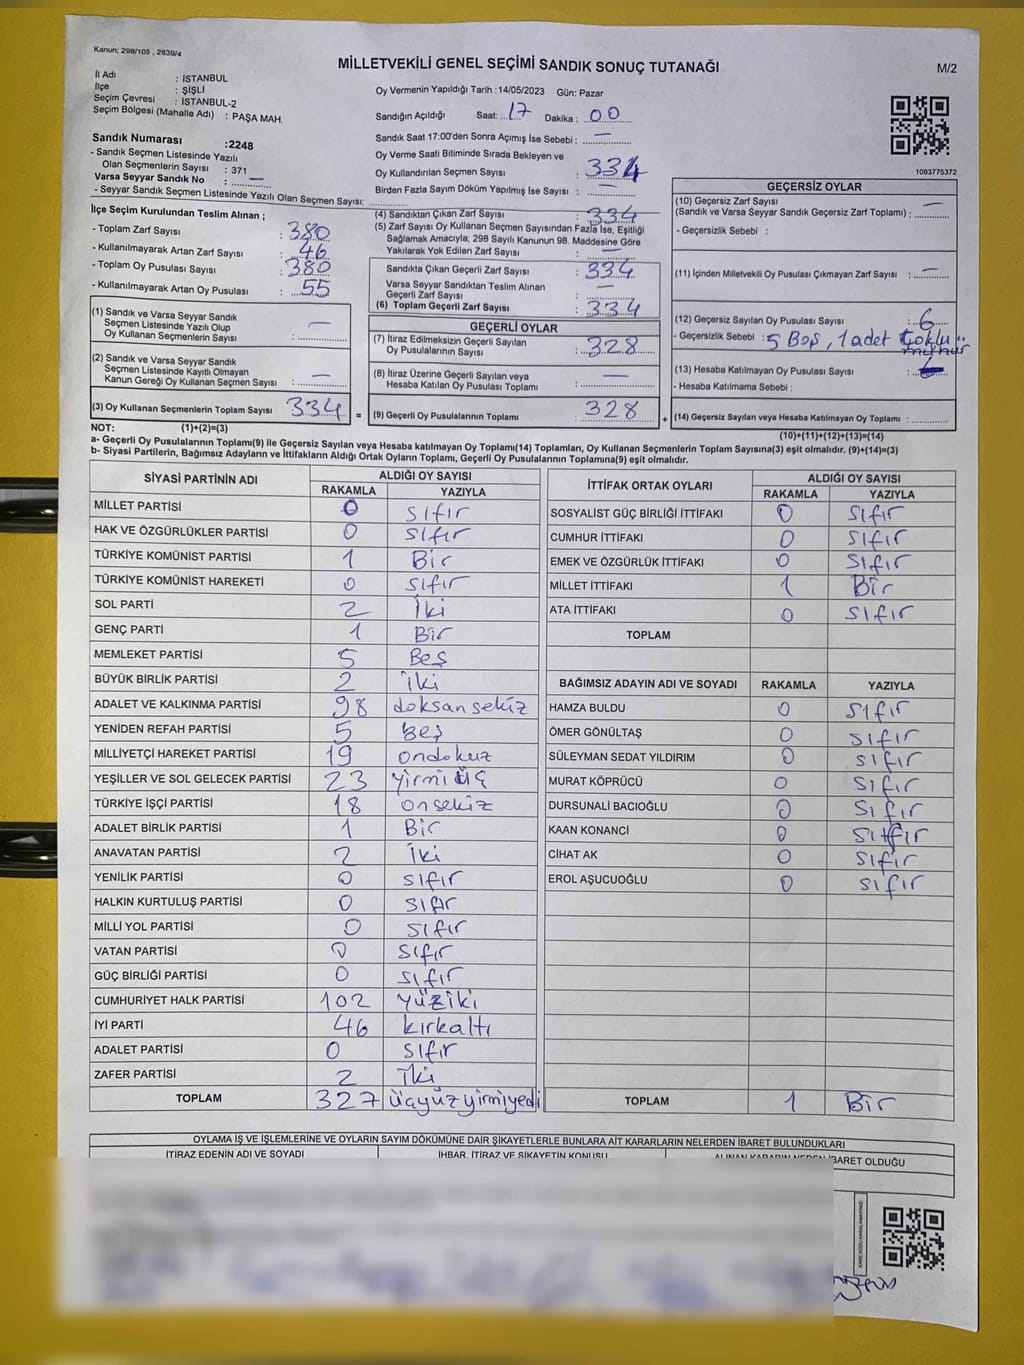 Kanun; 298/105 , 2839/4
MİLLETVEKİLİ GENEL SEÇİMİ SANDIK SONUÇ TUTANAĞI
M/2
İl Adı : İSTANBUL
İlçe : ŞİŞLİ
Seçim Çevresi : İSTANBUL-2
Seçim Bölgesi (Mahalle Adı) : PAŞA MAH.
Oy Vermenin Yapıldığı Tarih : 14/05/2023 Gün: Pazar
Sandığın Açıldığı Saat: 17 Dakika : 00
Sandık Saat 17:00'den Sonra Açımış İse Sebebi : —
Oy Verme Saati Bitiminde Sırada Bekleyen ve
Oy Kullandırılan Seçmen Sayısı : 334
Birden Fazla Sayım Döküm Yapılmış İse Sayısı : —
1083775372
Sandık Numarası :2248
- Sandık Seçmen Listesinde Yazılı
Olan Seçmenlerin Sayısı : 371
Varsa Seyyar Sandık No : —
- Seyyar Sandık Seçmen Listesinde Yazılı Olan Seçmen Sayısı:
İlçe Seçim Kurulundan Teslim Alınan ;
- Toplam Zarf Sayısı : 380
- Kullanılmayarak Artan Zarf Sayısı : 46
- Toplam Oy Pusulası Sayısı : 380
- Kullanılmayarak Artan Oy Pusulası : 55
(1) Sandık ve Varsa Seyyar Sandık
Seçmen Listesinde Yazılı Olup
Oy Kullanan Seçmenlerin Sayısı : —
(2) Sandık ve Varsa Seyyar Sandık
Seçmen Listesinde Kayıtlı Olmayan
Kanun Gereği Oy Kullanan Seçmen Sayısı : —
(3) Oy Kullanan Seçmenlerin Toplam Sayısı 334 =
(4) Sandıktan Çıkan Zarf Sayısı : 334
(5) Zarf Sayısı Oy Kullanan Seçmen Sayısından Fazla İse, Eşitliği
Sağlamak Amacıyla; 298 Sayılı Kanunun 98. Maddesine Göre
Yakılarak Yok Edilen Zarf Sayısı : —
Sandıkta Çıkan Geçerli Zarf Sayısı : 334
Varsa Seyyar Sandıktan Teslim Alınan
Geçerli Zarf Sayısı : —
(6) Toplam Geçerli Zarf Sayısı : 334
GEÇERLİ OYLAR
(7) İtiraz Edilmeksizin Geçerli Sayılan
Oy Pusulalarının Sayısı : 328
(8) İtiraz Üzerine Geçerli Sayılan veya
Hesaba Katılan Oy Pusulası Toplamı : —
(9) Geçerli Oy Pusulalarının Toplamı : 328 +
GEÇERSİZ OYLAR
(10) Geçersiz Zarf Sayısı
(Sandık ve Varsa Seyyar Sandık Geçersiz Zarf Toplamı) : —
- Geçersizlik Sebebi :
(11) İçinden Milletvekili Oy Pusulası Çıkmayan Zarf Sayısı : —
(12) Geçersiz Sayılan Oy Pusulası Sayısı : 6
- Geçersizlik Sebebi : 5 Boş, 1 adet Çoklu
mühür
(13) Hesaba Katılmayan Oy Pusulası Sayısı :
- Hesaba Katılmama Sebebi :
(14) Geçersiz Sayılan veya Hesaba Katılmayan Oy Toplamı :
NOT: (1)+(2)=(3)
(10)+(11)+(12)+(13)=(14)
a- Geçerli Oy Pusulalarının Toplamı(9) ile Geçersiz Sayılan veya Hesaba katılmayan Oy Toplamı(14) Toplamları, Oy Kullanan Seçmenlerin Toplam Sayısına(3) eşit olmalıdır. (9)+(14)=(3)
b- Siyasi Partilerin, Bağımsız Adayların ve İttifakların Aldığı Ortak Oyların Toplamı, Geçerli Oy Pusulalarının Toplamına(9) eşit olmalıdır.
SİYASİ PARTİNİN ADI ALDIĞI OY SAYISI
RAKAMLA YAZIYLA
MİLLET PARTİSİ 0 sıfır
HAK VE ÖZGÜRLÜKLER PARTİSİ 0 sıfır
TÜRKİYE KOMÜNİST PARTİSİ 1 Bir
TÜRKİYE KOMÜNİST HAREKETİ 0 sıfır
SOL PARTİ 2 İki
GENÇ PARTİ 1 Bir
MEMLEKET PARTİSİ 5 Beş
BÜYÜK BİRLİK PARTİSİ 2 İki
ADALET VE KALKINMA PARTİSİ 98 doksan sekiz
YENİDEN REFAH PARTİSİ 5 beş
MİLLİYETÇİ HAREKET PARTİSİ 19 ondokuz
YEŞİLLER VE SOL GELECEK PARTİSİ 23 yirmi üç
TÜRKİYE İŞÇİ PARTİSİ 18 onsekiz
ADALET BİRLİK PARTİSİ 1 Bir
ANAVATAN PARTİSİ 2 İki
YENİLİK PARTİSİ 0 sıfır
HALKIN KURTULUŞ PARTİSİ 0 sıfır
MİLLİ YOL PARTİSİ 0 sıfır
VATAN PARTİSİ 0 sıfır
GÜÇ BİRLİĞİ PARTİSİ 0 sıfır
CUMHURİYET HALK PARTİSİ 102 yüziki
İYİ PARTİ 46 kırkaltı
ADALET PARTİSİ 0 sıfır
ZAFER PARTİSİ 2 İki
TOPLAM 327 üçyüzyirmiyedi
İTTİFAK ORTAK OYLARI ALDIĞI OY SAYISI
RAKAMLA YAZIYLA
SOSYALİST GÜÇ BİRLİĞİ İTTİFAKI 0 sıfır
CUMHUR İTTİFAKI 0 sıfır
EMEK VE ÖZGÜRLÜK İTTİFAKI 0 sıfır
MİLLET İTTİFAKI 1 Bir
ATA İTTİFAKI 0 sıfır
TOPLAM
BAĞIMSIZ ADAYIN ADI VE SOYADI RAKAMLA YAZIYLA
HAMZA BULDU 0 sıfır
ÖMER GÖNÜLTAŞ 0 sıfır
SÜLEYMAN SEDAT YILDIRIM 0 sıfır
MURAT KÖPRÜCÜ 0 sıfır
DURSUNALİ BACIOĞLU 0 sıfır
KAAN KONANCİ 0 sıfır
CİHAT AK 0 sıfır
EROL AŞUCUOĞLU 0 sıfır
TOPLAM 1 Bir
OYLAMA İŞ VE İŞLEMLERİNE VE OYLARIN SAYIM DÖKÜMÜNE DAİR ŞİKAYETLERLE BUNLARA AİT KARARLARIN NELERDEN İBARET BULUNDUKLARI
İTİRAZ EDENİN ADI VE SOYADI İHBAR, İTİRAZ VE ŞİKAYETİN KONUSU ALINAN KARARIN NEDEN İBARET OLDUĞU